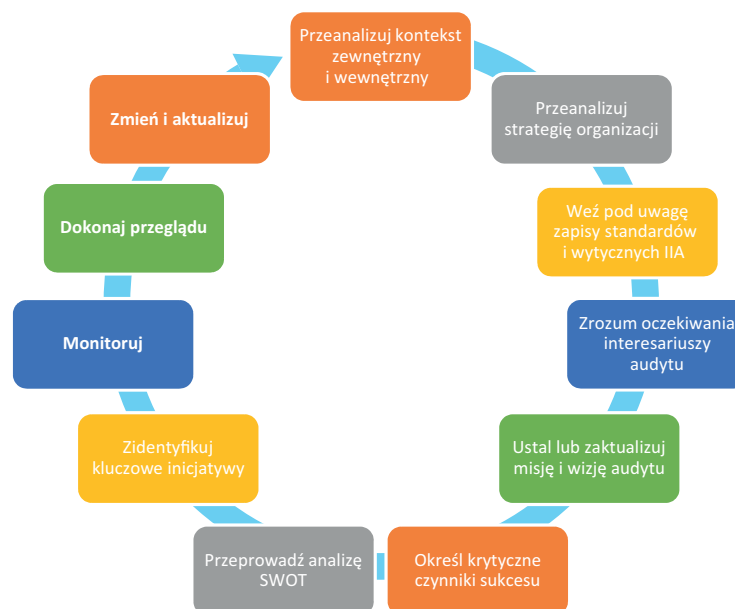 Przeanalizuj kontekst
zewnętrzny
i wewnętrzny
Przeanalizuj
strategię organizacji
Weź pod uwagę
zapisy standardów
i wytycznych IIA
Zrozum oczekiwania
interesariuszy
audytu
Ustal lub zaktualizuj
misję i wizję audytu
Określ krytyczne
czynniki sukcesu
Przeprowadź analizę
SWOT
Zidentyfikuj
kluczowe inicjatywy
Monitoruj
Dokonaj przeglądu
Zmień i aktualizuj